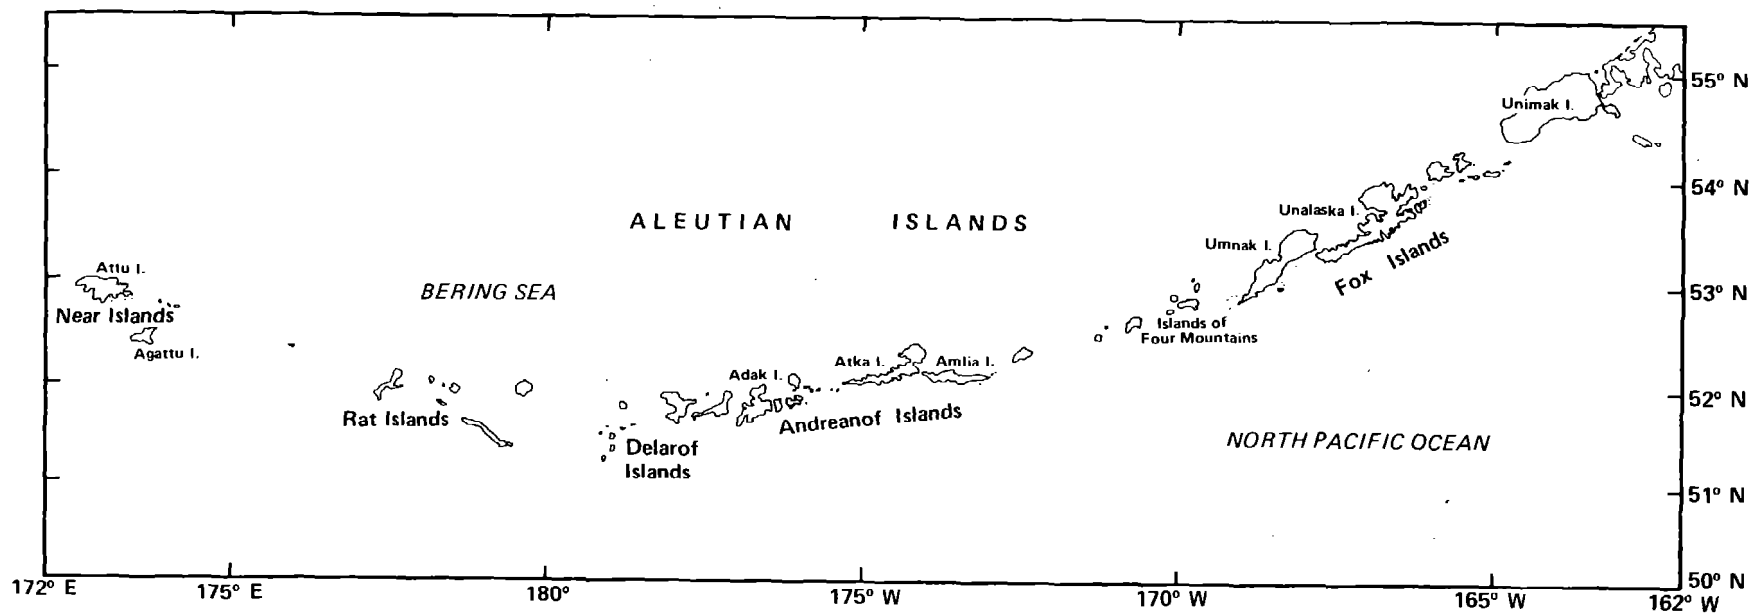 55° N
Unimak I.
54° N
Unalaska I.
ALEUTIAN ISLANDS
Umnak I.
Fox Islands
Attu I.
BERING SEA
53° N
Near Islands
Islands of
Four Mountains
Agattu I.
Atka I.
Amlia I.
Adak I.
52° N
Rat Islands
Andreanof Islands
Delarof
Islands
NORTH PACIFIC OCEAN
51° N
50° N
172° E
175° E
180°
175° W
170° W
165° W
162° W